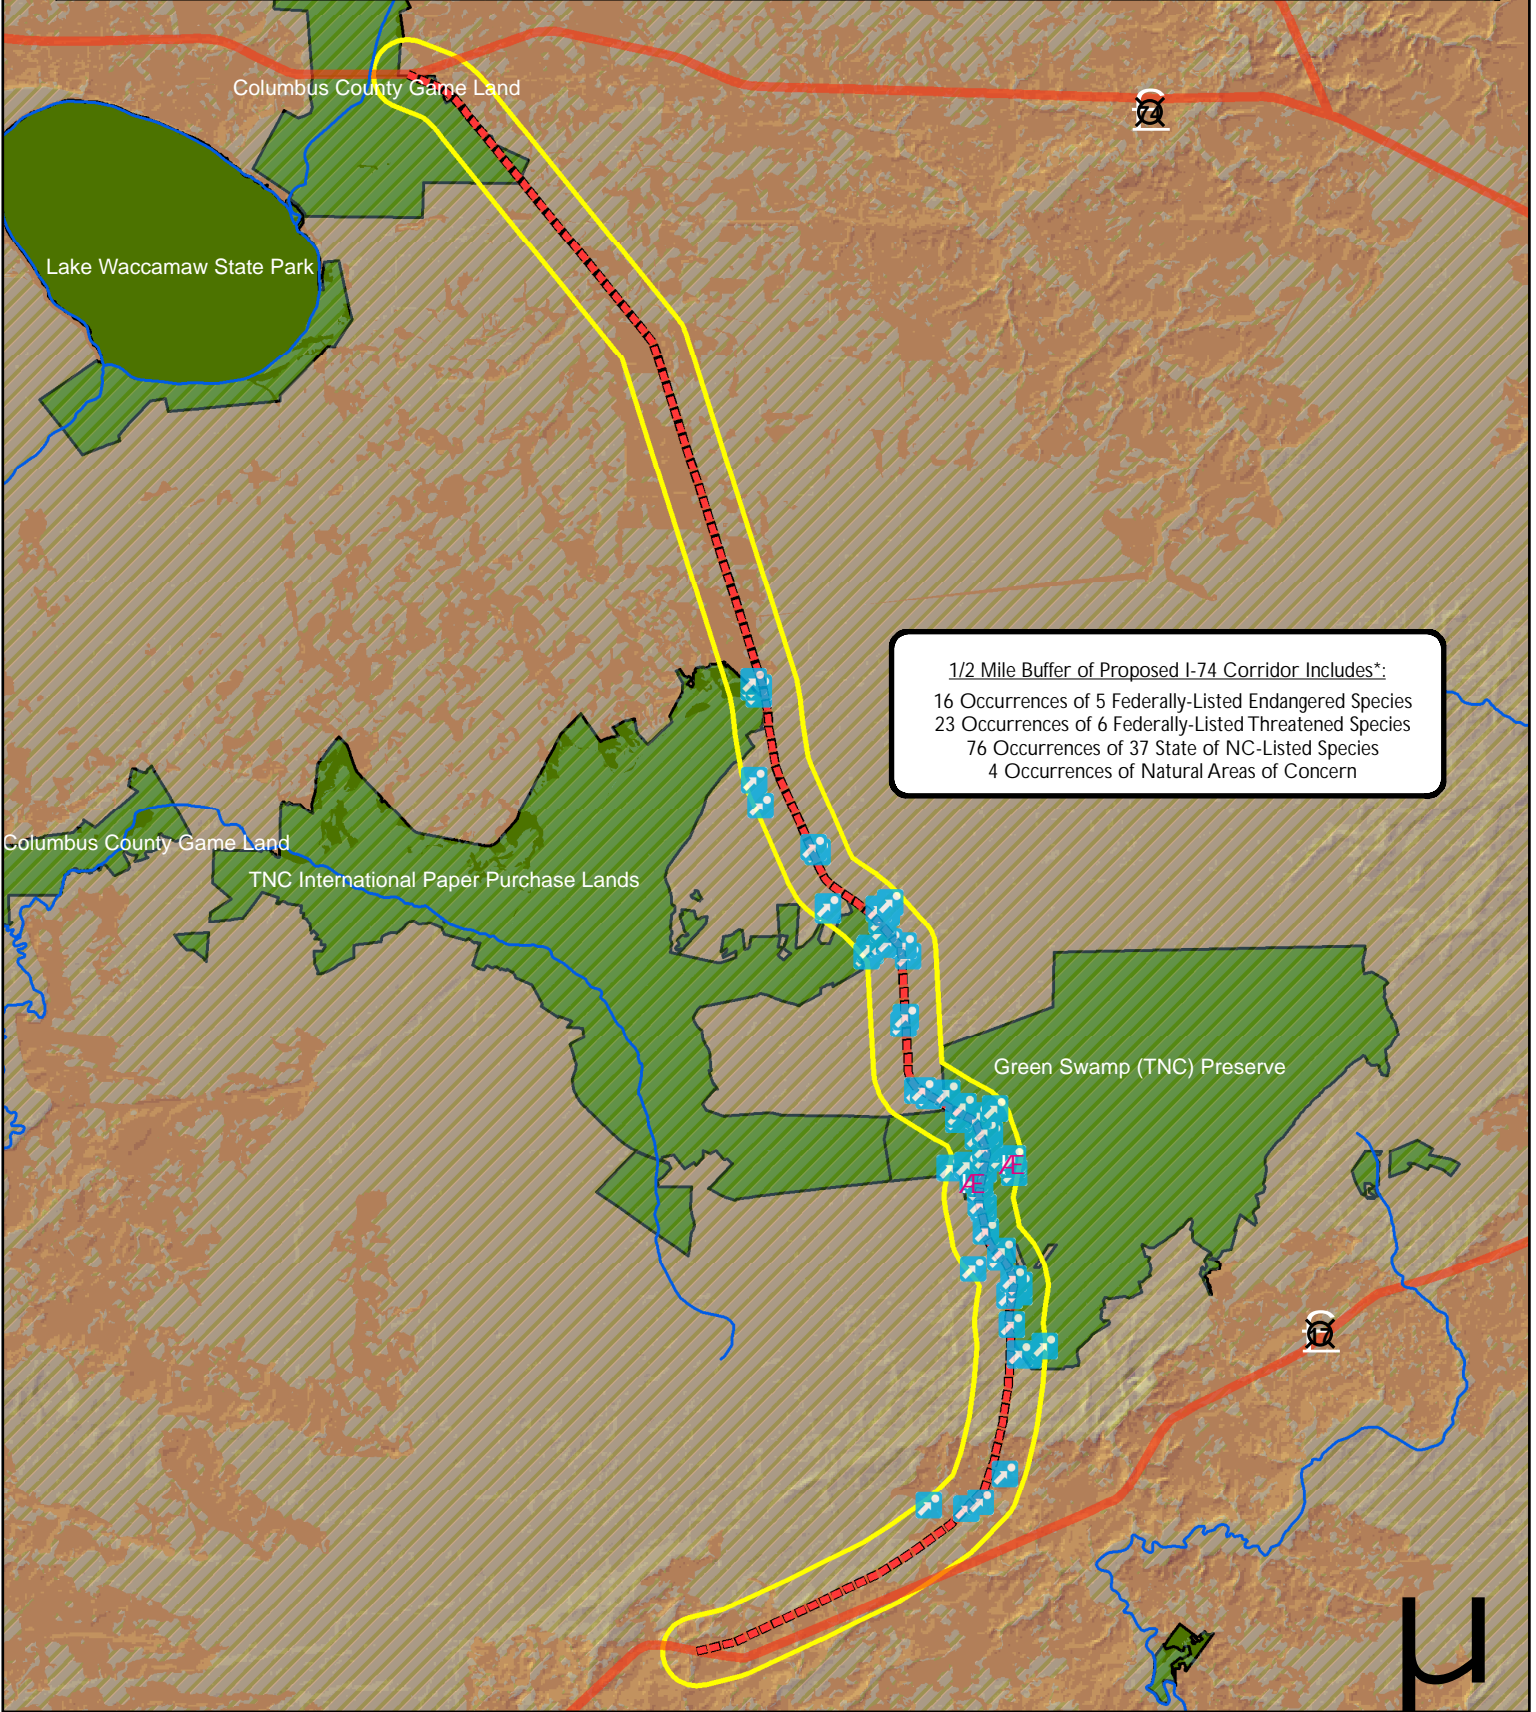 Columbus County Game Land
74
Lake Waccamaw State Park
1/2 Mile Buffer of Proposed I-74 Corridor Includes*:
16 Occurrences of 5 Federally-Listed Endangered Species
23 Occurrences of 6 Federally-Listed Threatened Species
76 Occurrences of 37 State of NC-Listed Species
4 Occurrences of Natural Areas of Concern
Columbus County Game Land
TNC International Paper Purchase Lands
Green Swamp (TNC) Preserve
Æ
Æ
17
µ